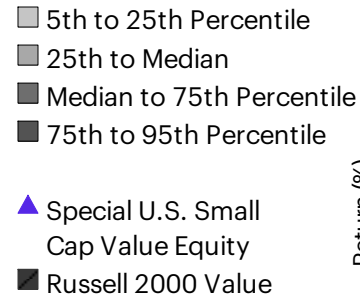 5th to 25th Percentile
25th to Median
Median to 75th Percentile
75th to 95th Percentile
Special U.S. Small
Cap Value Equity
Russell 2000 Value
Return (%)